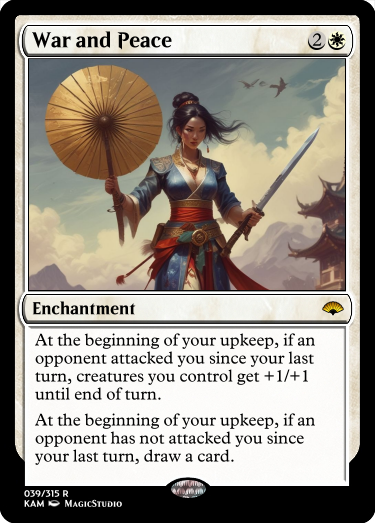 War and Peace 2
Enchantment
At the beginning of your upkeep, if an
opponent attacked you since your last
turn, creatures you control get +1/+1
until end of turn.
At the beginning of your upkeep, if an
opponent has not attacked you since
your last turn, draw a card.
039/315 R
KAM MagicStudio